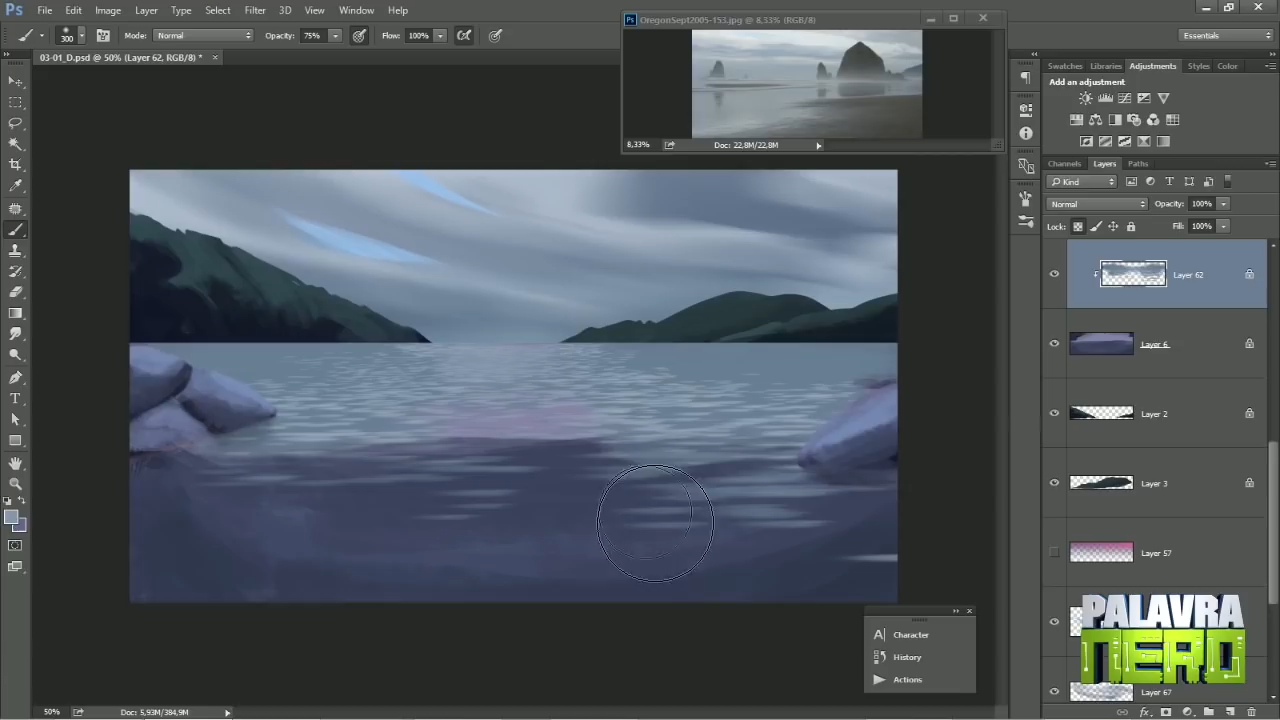 Ps File Edit Image Layer Type Select Filter 3D View Window Help
300 Mode: Normal Opacity: 75% Flow: 100% Essentials
03-01_D.psd @ 50% (Layer 62, RGB/8) * ×
Ps OregonSept2005-153.jpg @ 8,33% (RGB/8)
8,33% Doc: 22,8M/22,8M
Swatches Libraries Adjustments Styles Color
Add an adjustment
Channels Layers Paths
Kind
Normal Opacity: 100%
Lock: Fill: 100%
Layer 62
Layer 6
Layer 2
Layer 3
Layer 57
Layer 67
A| Character
History
Actions
PALAVRA
NERD
50% Doc: 5,93M/384,9M
fx